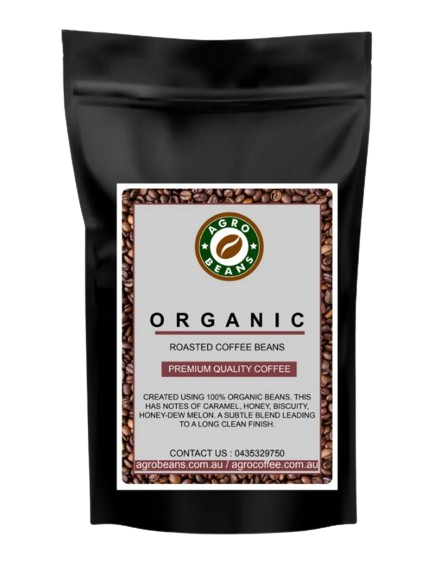 AGRO
BEANS
ORGANIC
ROASTED COFFEE BEANS
PREMIUM QUALITY COFFEE
CREATED USING 100% ORGANIC BEANS. THIS
HAS NOTES OF CARAMEL, HONEY, BISCUITY,
HONEY-DEW MELON. A SUBTLE BLEND LEADING
TO A LONG CLEAN FINISH.
CONTACT US : 0435329750
agrobeans.com.au / agrocoffee.com.au